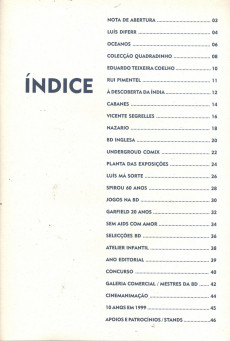 NOTA DE ABERTURA 03
LUÍS DIFERR 04
OCEANOS 06
COLECÇÃO QUADRADINHO 08
EDUARDO TEIXEIRA COELHO 10
RUI PIMENTEL 11
À DESCOBERTA DA ÍNDIA 12
ÍNDICE
CABANES 14
VICENTE SEGRELLES 16
NAZARIO 18
BD INGLESA 20
UNDERGROUD COMIX 22
PLANTA DAS EXPOSIÇÕES 24
LUÍS MÁ SORTE 26
SPIROU 60 ANOS 28
JOGOS NA BD 30
GARFIELD 20 ANOS 32
SEM AIDS COM AMOR 34
SELECÇÕES BD 36
ATELIER INFANTIL 38
ANO EDITORIAL 39
CONCURSO 40
GALERIA COMERCIAL / MESTRES DA BD 42
CINEMANIMAÇÃO 44
10 ANOS EM 1999 45
APOIOS E PATROCÍNIOS / STANDS 46